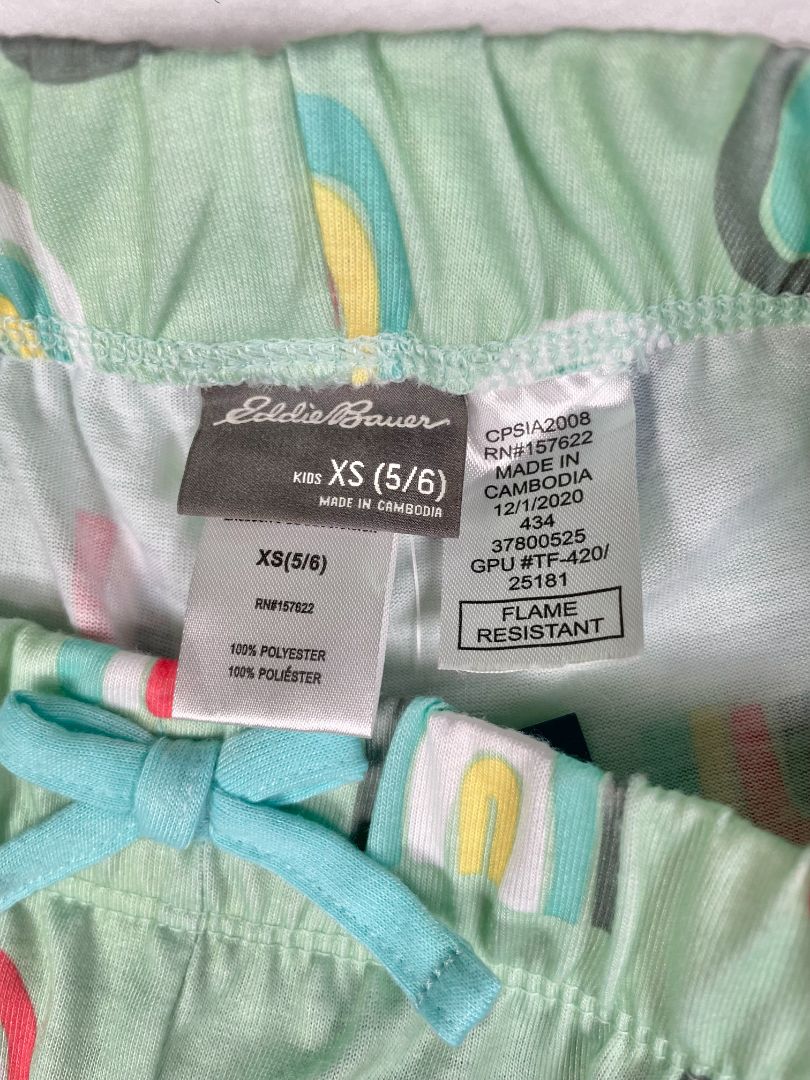 Eddie Bauer
KIDS XS (5/6)
MADE IN CAMBODIA
XS(5/6)
RN#157622
100% POLYESTER
100% POLIÉSTER
CPSIA2008
RN#157622
MADE IN
CAMBODIA
12/1/2020
434
37800525
GPU #TF-420/
25181
FLAME
RESISTANT